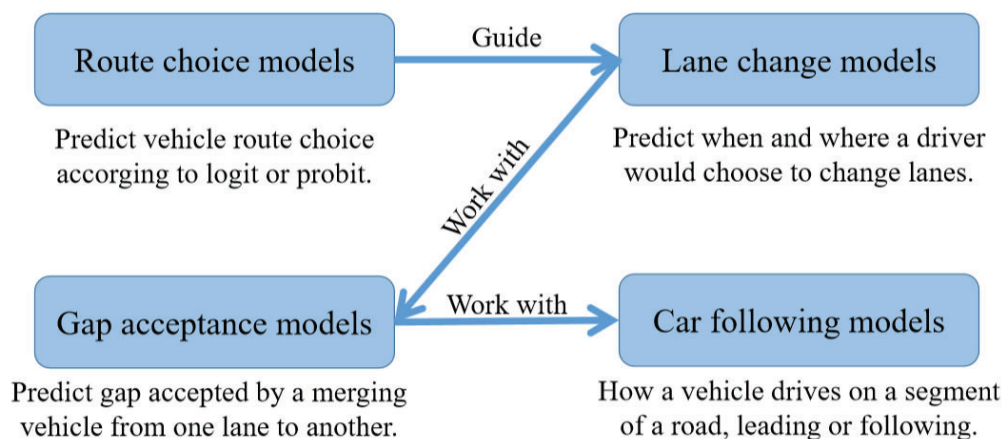 Route choice models
Guide
Lane change models
Predict vehicle route choice
accorging to logit or probit.
Predict when and where a driver
would choose to change lanes.
Work with
Gap acceptance models
Work with
Car following models
Predict gap accepted by a merging
vehicle from one lane to another.
How a vehicle drives on a segment
of a road, leading or following.